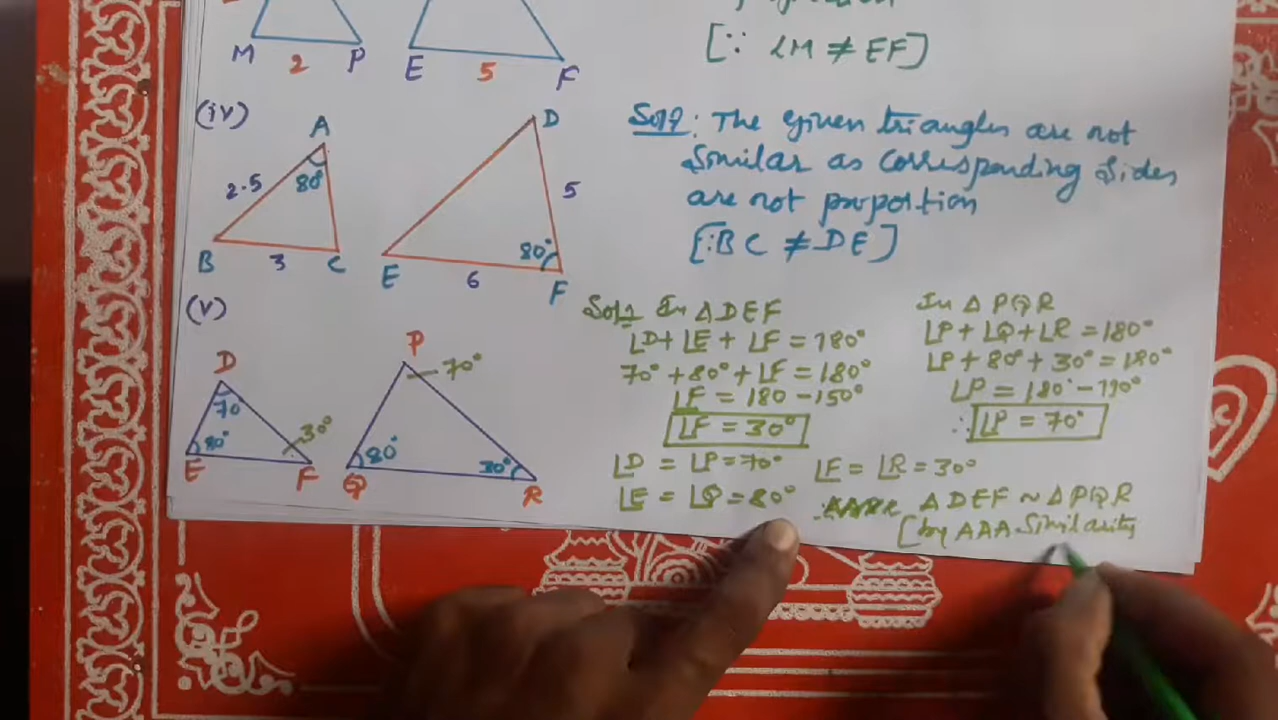 [∵ LM ≠ EF]
M 2 P E 5 F
(iv)
A
2.5 80°
B 3 C
D
5
80°
E 6 F
Soln: The given triangles are not
Similar as Corresponding Sides
are not proportion
[∵ BC ≠ DE]
(v)
D
70
80° 30°
E F
P
70°
80° 30°
Q R
Soln In Δ DEF
∠D + ∠E + ∠F = 180°
70° + 80° + ∠F = 180°
∠F = 180 - 150°
∠F = 30°
∠D = ∠P = 70°
∠E = ∠Q = 80°
In Δ PQR
∠P + ∠Q + ∠R = 180°
∠P + 80° + 30° = 180°
∠P = 180° - 110°
∴ ∠P = 70°
∠F = ∠R = 30°
Δ DEF ~ Δ PQR
[by AAA Similarity